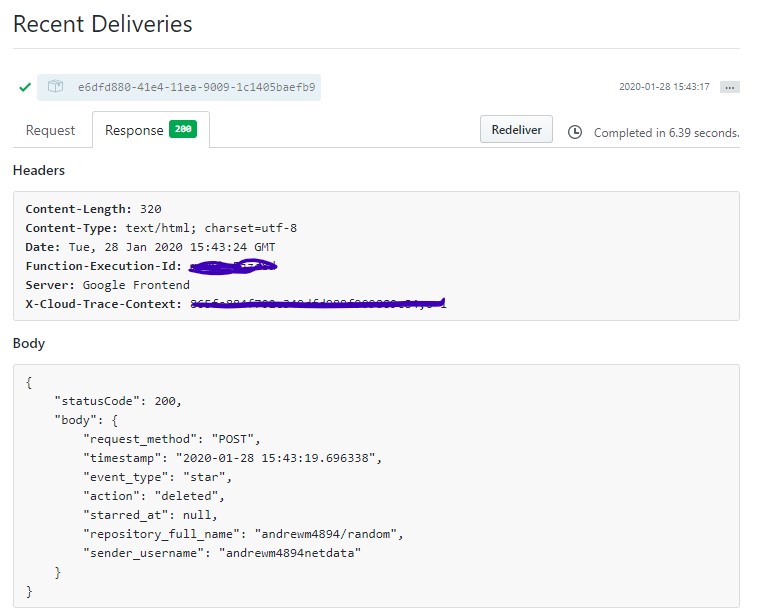 Recent Deliveries
e6dfd880-41e4-11ea-9009-1c1405baefb9 2020-01-28 15:43:17 ...
Request Response 200 Redeliver Completed in 6.39 seconds.
Headers
Content-Length: 320
Content-Type: text/html; charset=utf-8
Date: Tue, 28 Jan 2020 15:43:24 GMT
Function-Execution-Id:
Server: Google Frontend
X-Cloud-Trace-Context:
Body
{
    "statusCode": 200,
    "body": {
        "request_method": "POST",
        "timestamp": "2020-01-28 15:43:19.696338",
        "event_type": "star",
        "action": "deleted",
        "starred_at": null,
        "repository_full_name": "andrewm4894/random",
        "sender_username": "andrewm4894netdata"
    }
}